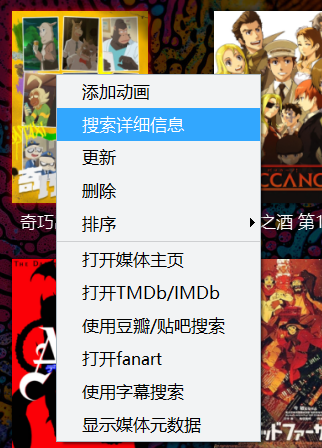 添加动画
搜索详细信息
更新
删除
排序
打开媒体主页
打开TMDb/IMDb
使用豆瓣/贴吧搜索
打开fanart
使用字幕搜索
显示媒体元数据
奇巧
之酒 第1
CCANO
ッドファーザ